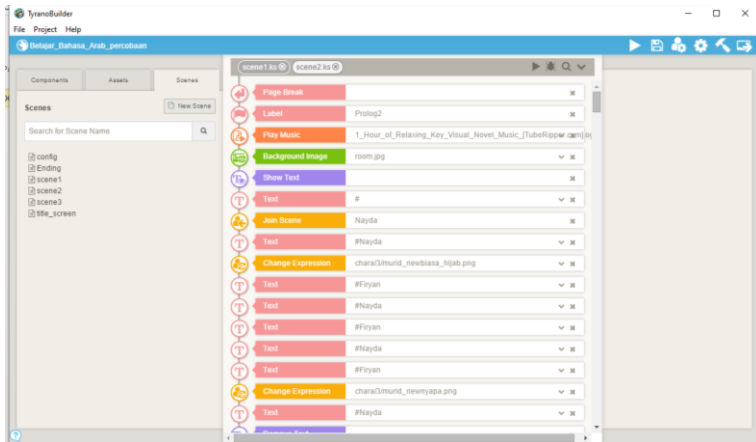 TyranoBuilder
File Project Help
Belajar_Bahasa_Arab_percobaan
Components Assets Scenes
Scenes
New Scene
Search for Scene Name
config
Ending
scene1
scene2
scene3
title_screen
scene1.ks scene2.ks
Page Break
Label Prolog2
Play Music 1_Hour_of_Relaxing_Key_Visual_Novel_Music_[TubeRipper.com].og
Background Image room.jpg
Show Text
Text #
Join Scene Nayda
Text #Nayda
Change Expression chara/3/murid_newbiasa_hijab.png
Text #Firyan
Text #Nayda
Text #Firyan
Text #Nayda
Text #Firyan
Change Expression chara/3/murid_newnyapa.png
Text #Nayda